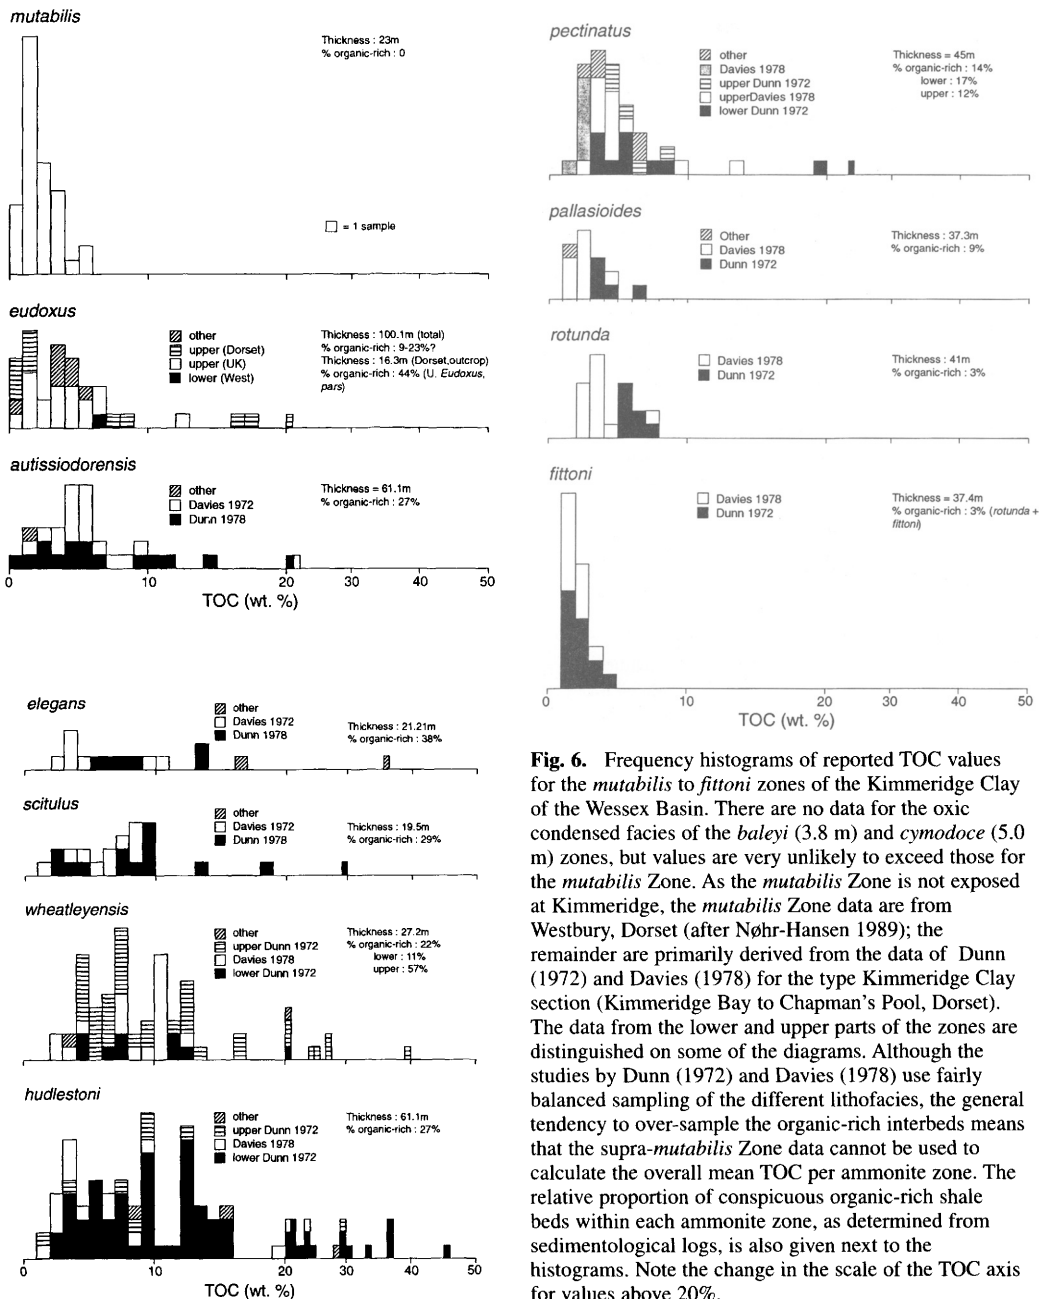 mutabilis
Thickness : 23m
% organic-rich : 0
= 1 sample
eudoxus
other
upper (Dorset)
upper (UK)
lower (West)
Thickness : 100.1m (total)
% organic-rich : 9-23%?
Thickness : 16.3m (Dorset,outcrop)
% organic-rich : 44% (U. Eudoxus,
pars)
autissiodorensis
other
Davies 1972
Dunn 1978
Thickness = 61.1m
% organic-rich : 27%
0 10 20 30 40 50
TOC (wt. %)
elegans
other
Davies 1972
Dunn 1978
Thickness : 21.21m
% organic-rich : 38%
scitulus
other
Davies 1972
Dunn 1978
Thickness : 19.5m
% organic-rich : 29%
wheatleyensis
other
upper Dunn 1972
Davies 1978
lower Dunn 1972
Thickness : 27.2m
% organic-rich : 22%
lower : 11%
upper : 57%
hudlestoni
other
upper Dunn 1972
Davies 1978
lower Dunn 1972
Thickness : 61.1m
% organic-rich : 27%
0 10 20 30 40 50
TOC (wt. %)
pectinatus
other
Davies 1978
upper Dunn 1972
upperDavies 1978
lower Dunn 1972
Thickness = 45m
% organic-rich : 14%
lower : 17%
upper : 12%
pallasioides
Other
Davies 1978
Dunn 1972
Thickness : 37.3m
% organic-rich : 9%
rotunda
Davies 1978
Dunn 1972
Thickness : 41m
% organic-rich : 3%
fittoni
Davies 1978
Dunn 1972
Thickness = 37.4m
% organic-rich : 3% (rotunda +
fittoni)
0 10 20 30 40 50
TOC (wt. %)
Fig. 6. Frequency histograms of reported TOC values
for the mutabilis to fittoni zones of the Kimmeridge Clay
of the Wessex Basin. There are no data for the oxic
condensed facies of the baleyi (3.8 m) and cymodoce (5.0
m) zones, but values are very unlikely to exceed those for
the mutabilis Zone. As the mutabilis Zone is not exposed
at Kimmeridge, the mutabilis Zone data are from
Westbury, Dorset (after Nøhr-Hansen 1989); the
remainder are primarily derived from the data of Dunn
(1972) and Davies (1978) for the type Kimmeridge Clay
section (Kimmeridge Bay to Chapman's Pool, Dorset).
The data from the lower and upper parts of the zones are
distinguished on some of the diagrams. Although the
studies by Dunn (1972) and Davies (1978) use fairly
balanced sampling of the different lithofacies, the general
tendency to over-sample the organic-rich interbeds means
that the supra-mutabilis Zone data cannot be used to
calculate the overall mean TOC per ammonite zone. The
relative proportion of conspicuous organic-rich shale
beds within each ammonite zone, as determined from
sedimentological logs, is also given next to the
histograms. Note the change in the scale of the TOC axis
for values above 20%.